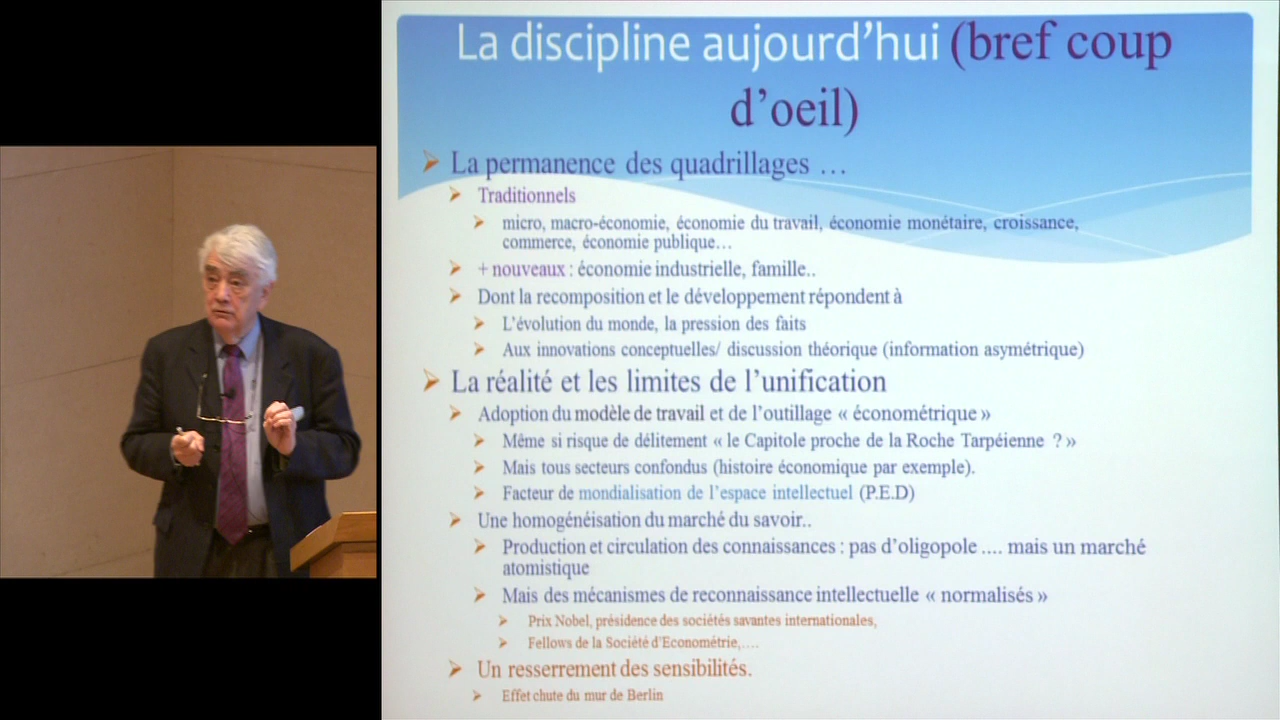 La discipline aujourd’hui (bref coup
d’oeil)
La permanence des quadrillages …
Traditionnels
micro, macro-économie, économie du travail, économie monétaire, croissance,
commerce, économie publique…
+ nouveaux : économie industrielle, famille..
Dont la recomposition et le développement répondent à
L’évolution du monde, la pression des faits
Aux innovations conceptuelles/ discussion théorique (information asymétrique)
La réalité et les limites de l’unification
Adoption du modèle de travail et de l’outillage « économétrique »
Même si risque de délitement « le Capitole proche de la Roche Tarpéienne ? »
Mais tous secteurs confondus (histoire économique par exemple).
Facteur de mondialisation de l’espace intellectuel (P.E.D)
Une homogénéisation du marché du savoir..
Production et circulation des connaissances : pas d’oligopole .... mais un marché
atomistique
Mais des mécanismes de reconnaissance intellectuelle « normalisés »
Prix Nobel, présidence des sociétés savantes internationales,
Fellows de la Société d’Econométrie,….
Un resserrement des sensibilités.
Effet chute du mur de Berlin